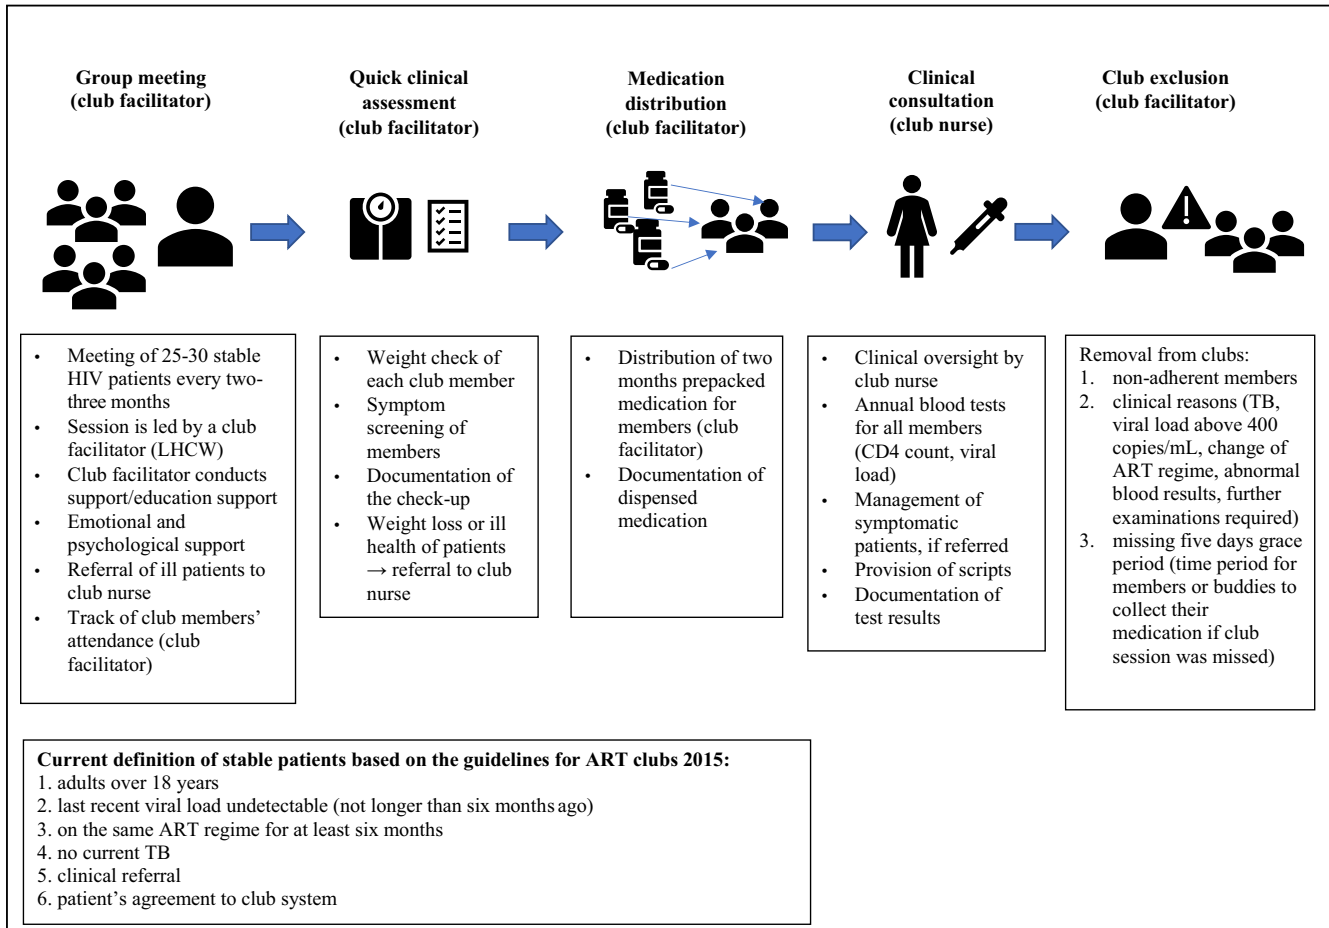 Group meeting
(club facilitator)
Quick clinical
assessment
(club facilitator)
Medication
distribution
(club facilitator)
Clinical
consultation
(club nurse)
Club exclusion
(club facilitator)
• Meeting of 25-30 stable
HIV patients every two-
three months
• Session is led by a club
facilitator (LHCW)
• Club facilitator conducts
support/education support
• Emotional and
psychological support
• Referral of ill patients to
club nurse
• Track of club members’
attendance (club
facilitator)
• Weight check of
each club member
• Symptom
screening of
members
• Documentation of
the check-up
• Weight loss or ill
health of patients
→ referral to club
nurse
• Distribution of two
months prepacked
medication for
members (club
facilitator)
• Documentation of
dispensed
medication
• Clinical oversight by
club nurse
• Annual blood tests
for all members
(CD4 count, viral
load)
• Management of
symptomatic
patients, if referred
• Provision of scripts
• Documentation of
test results
Removal from clubs:
1. non-adherent members
2. clinical reasons (TB,
viral load above 400
copies/mL, change of
ART regime, abnormal
blood results, further
examinations required)
3. missing five days grace
period (time period for
members or buddies to
collect their
medication if club
session was missed)
Current definition of stable patients based on the guidelines for ART clubs 2015:
1. adults over 18 years
2. last recent viral load undetectable (not longer than six months ago)
3. on the same ART regime for at least six months
4. no current TB
5. clinical referral
6. patient’s agreement to club system